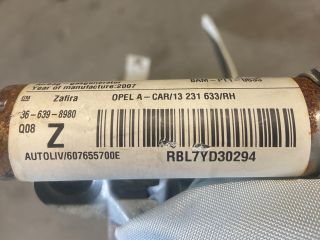 Year of manufacture:2007
GM Zafira OPEL A-CAR/13 231 633/RH
36-639-8980
Q08 Z
AUTOLIV/607655700E RBL7YD30294